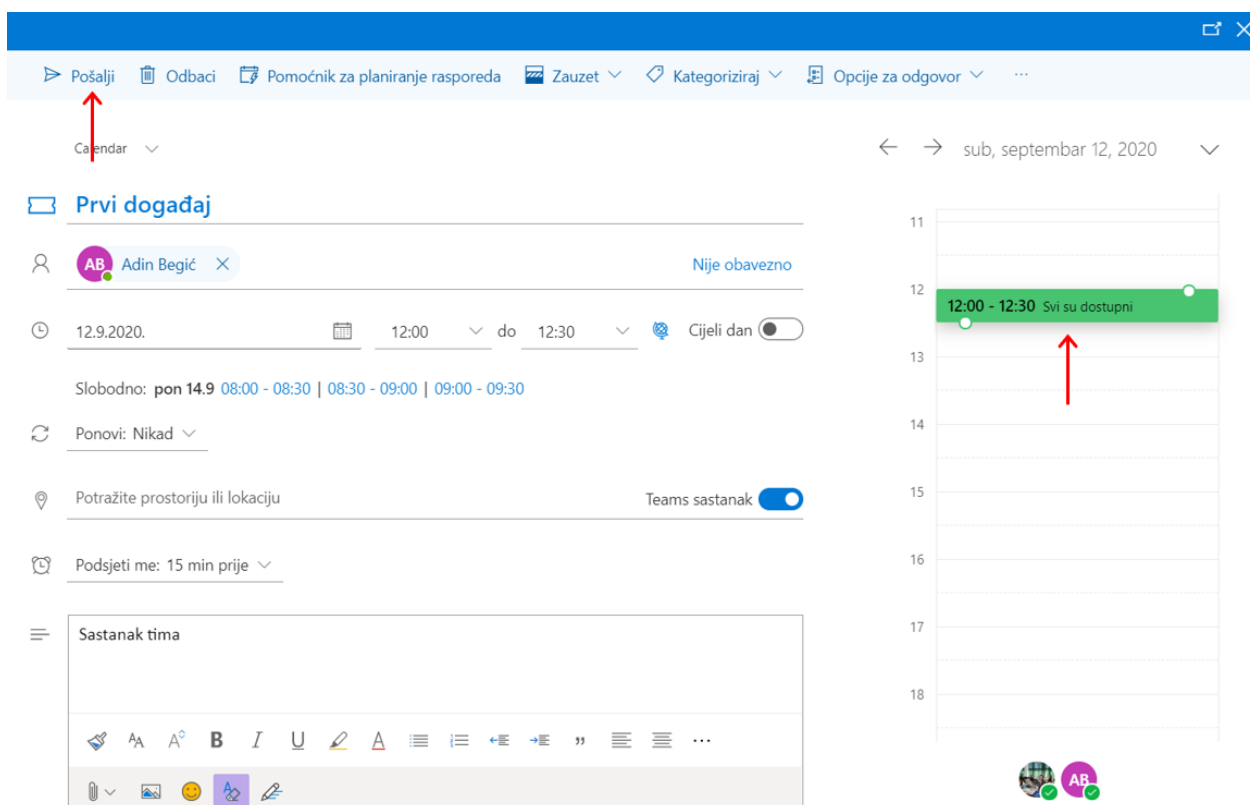 Pošalji Odbaci Pomoćnik za planiranje rasporeda Zauzet Kategoriziraj Opcije za odgovor ...
Calendar
sub, septembar 12, 2020
Prvi događaj
AB Adin Begić
Nije obavezno
12.9.2020. 12:00 do 12:30 Cijeli dan
Slobodno: pon 14.9 08:00 - 08:30 | 08:30 - 09:00 | 09:00 - 09:30
Ponovi: Nikad
Potražite prostoriju ili lokaciju
Teams sastanak
Podsjeti me: 15 min prije
Sastanak tima
AA A B I U A
A
11
12
12:00 - 12:30 Svi su dostupni
13
14
15
16
17
18
AB